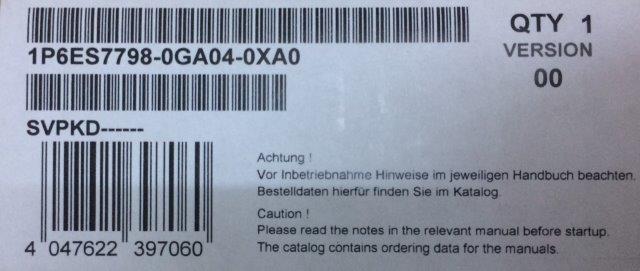 QTY 1
1P6ES7798-0GA04-0XA0
VERSION
00
SVPKD------
Achtung !
Vor Inbetriebnahme Hinweise im jeweiligen Handbuch beachten.
Bestelldaten hierfür finden Sie im Katalog.
Caution !
Please read the notes in the relevant manual before startup.
The catalog contains ordering data for the manuals.
4 047622 397060